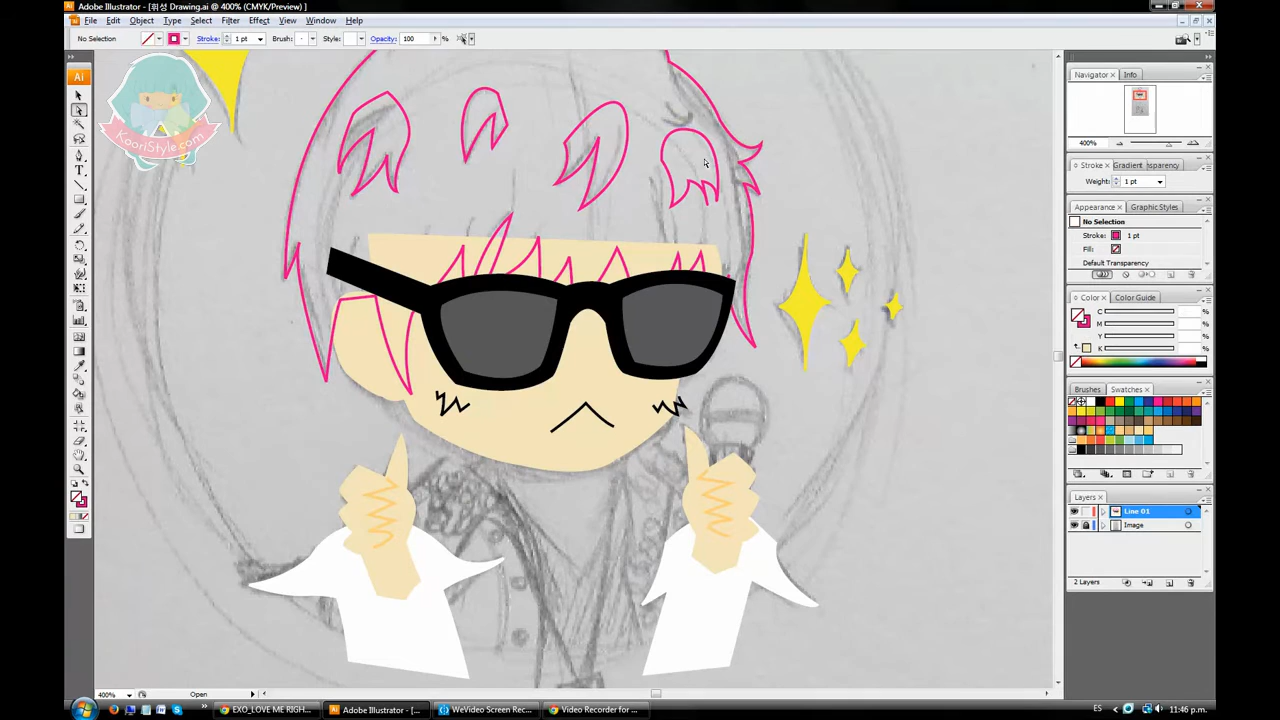 Adobe Illustrator - [위성 Drawing.ai @ 400% (CMYK/Preview) ]
File Edit Object Type Select Filter Effect View Window Help
No Selection Stroke: 1 pt Brush: Style: Opacity: 100 %
Ai
KooriStyle.com
Navigator Info
400%
Stroke Gradient nsparency
Weight: 1 pt
Appearance Graphic Styles
No Selection
Stroke: 1 pt
Fill:
Default Transparency
Color Color Guide
C %
M %
Y %
K %
Brushes Swatches
Layers
Line 01
Image
2 Layers
400% Open
EXO_LOVE ME RIGH... Adobe Illustrator - [... WeVideo Screen Rec... Video Recorder for ... ES 11:46 p.m.